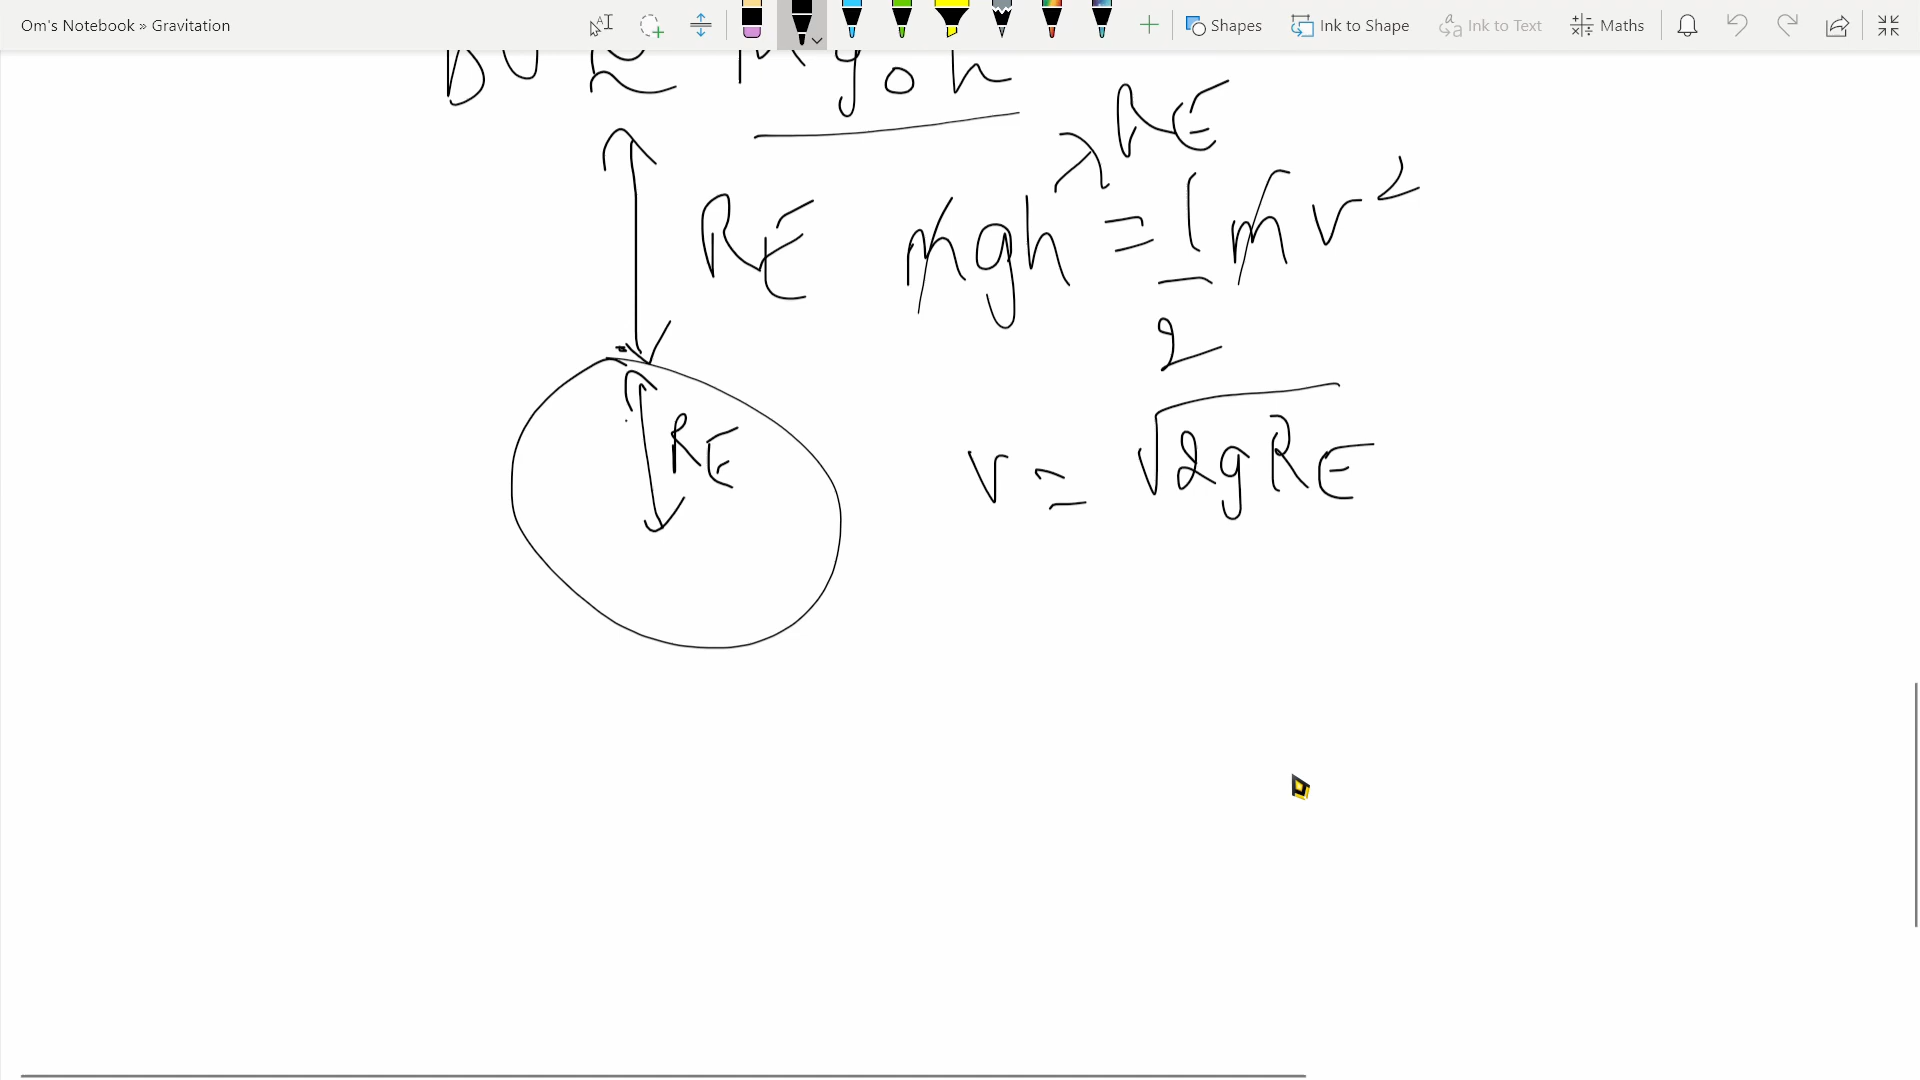 Om's Notebook » Gravitation
Shapes
Ink to Shape
Ink to Text
Maths
RE
RE mgh = 1 mv²
2
RE
v = √2gRE